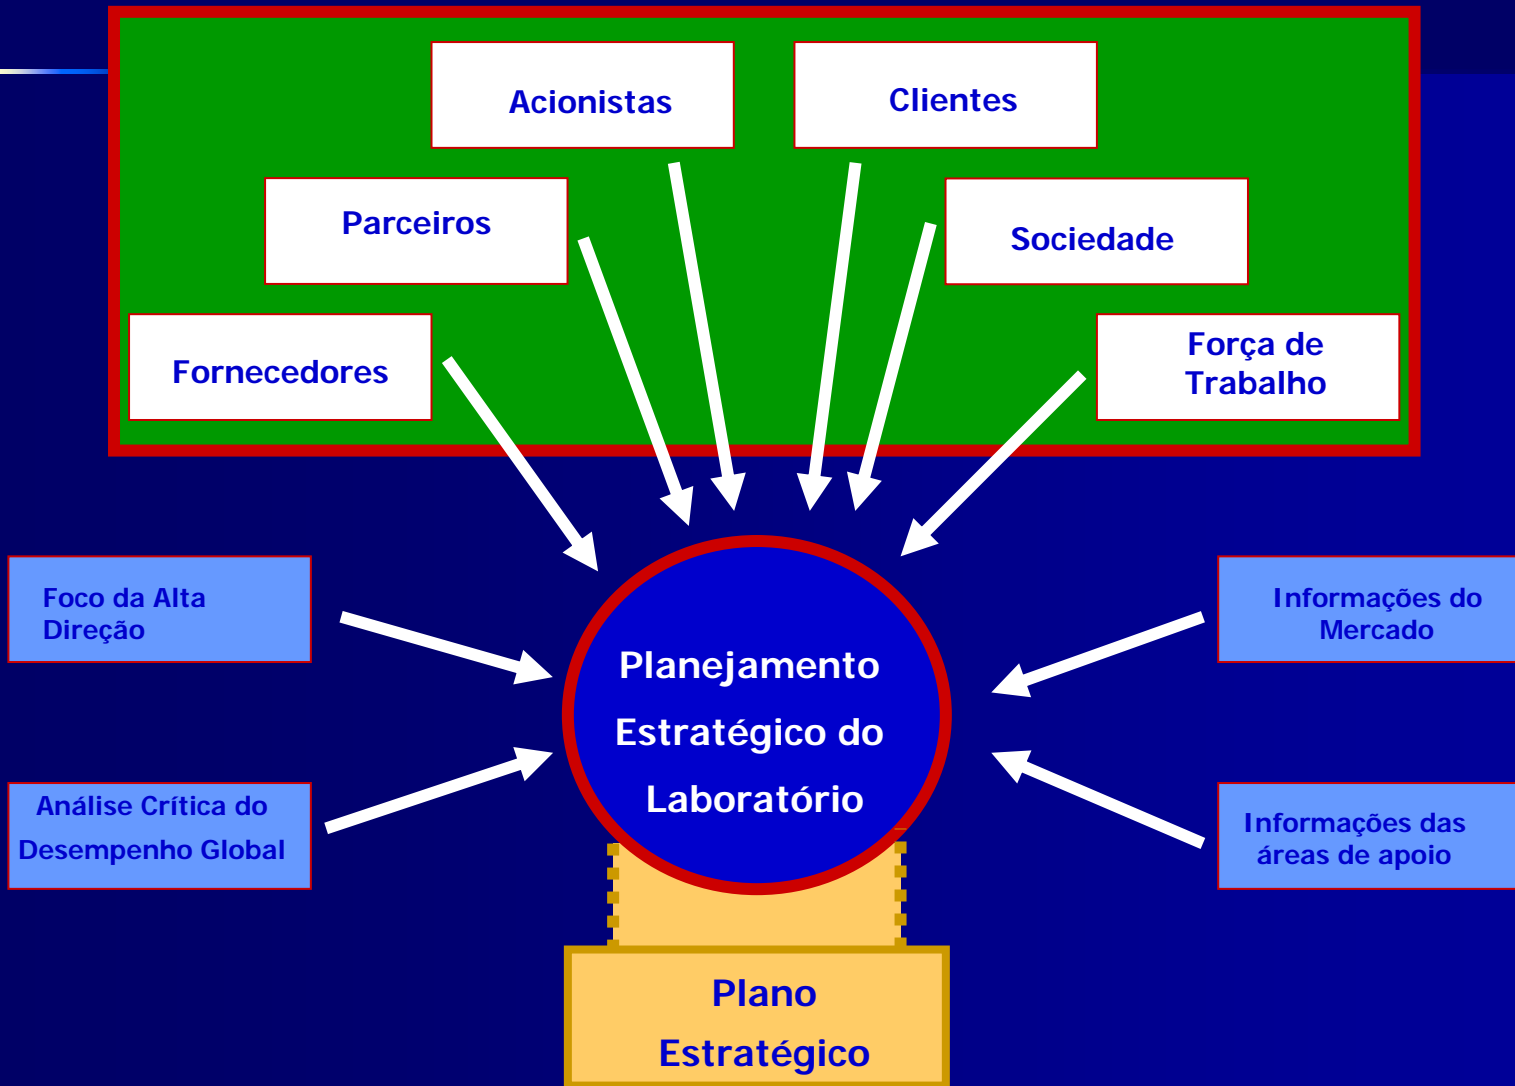 Acionistas
Clientes
Parceiros
Sociedade
Fornecedores
Força de
Trabalho
Foco da Alta
Direção
Informações do
Mercado
Planejamento
Estratégico do
Laboratório
Análise Crítica do
Desempenho Global
Informações das
áreas de apoio
Plano
Estratégico